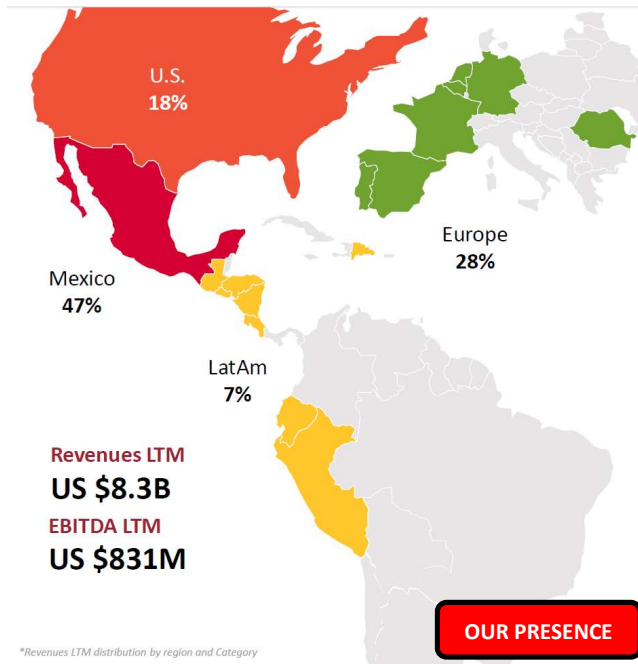 U.S.
18%
Europe
28%
Mexico
47%
LatAm
7%
Revenues LTM
US $8.3B
EBITDA LTM
US $831M
OUR PRESENCE
*Revenues LTM distribution by region and Category